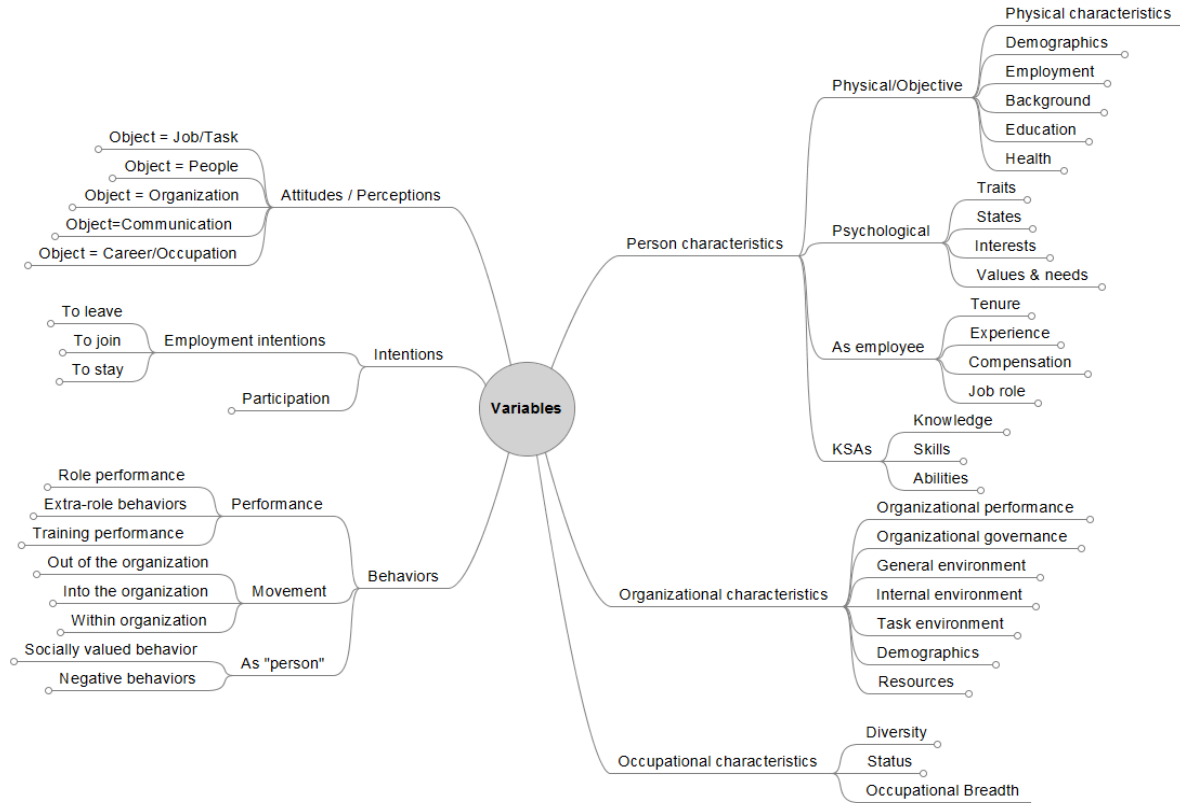 Variables
Attitudes / Perceptions
Object = Job/Task
Object = People
Object = Organization
Object=Communication
Object = Career/Occupation
Intentions
Employment intentions
To leave
To join
To stay
Participation
Behaviors
Performance
Role performance
Extra-role behaviors
Training performance
Movement
Out of the organization
Into the organization
Within organization
As "person"
Socially valued behavior
Negative behaviors
Person characteristics
Physical/Objective
Physical characteristics
Demographics
Employment
Background
Education
Health
Psychological
Traits
States
Interests
Values & needs
As employee
Tenure
Experience
Compensation
Job role
KSAs
Knowledge
Skills
Abilities
Organizational characteristics
Organizational performance
Organizational governance
General environment
Internal environment
Task environment
Demographics
Resources
Occupational characteristics
Diversity
Status
Occupational Breadth